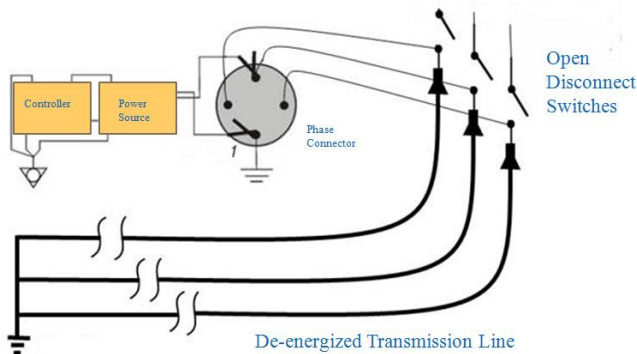 Open
Disconnect
Switches
Controller
Power
Source
Phase
Connector
1
De-energized Transmission Line